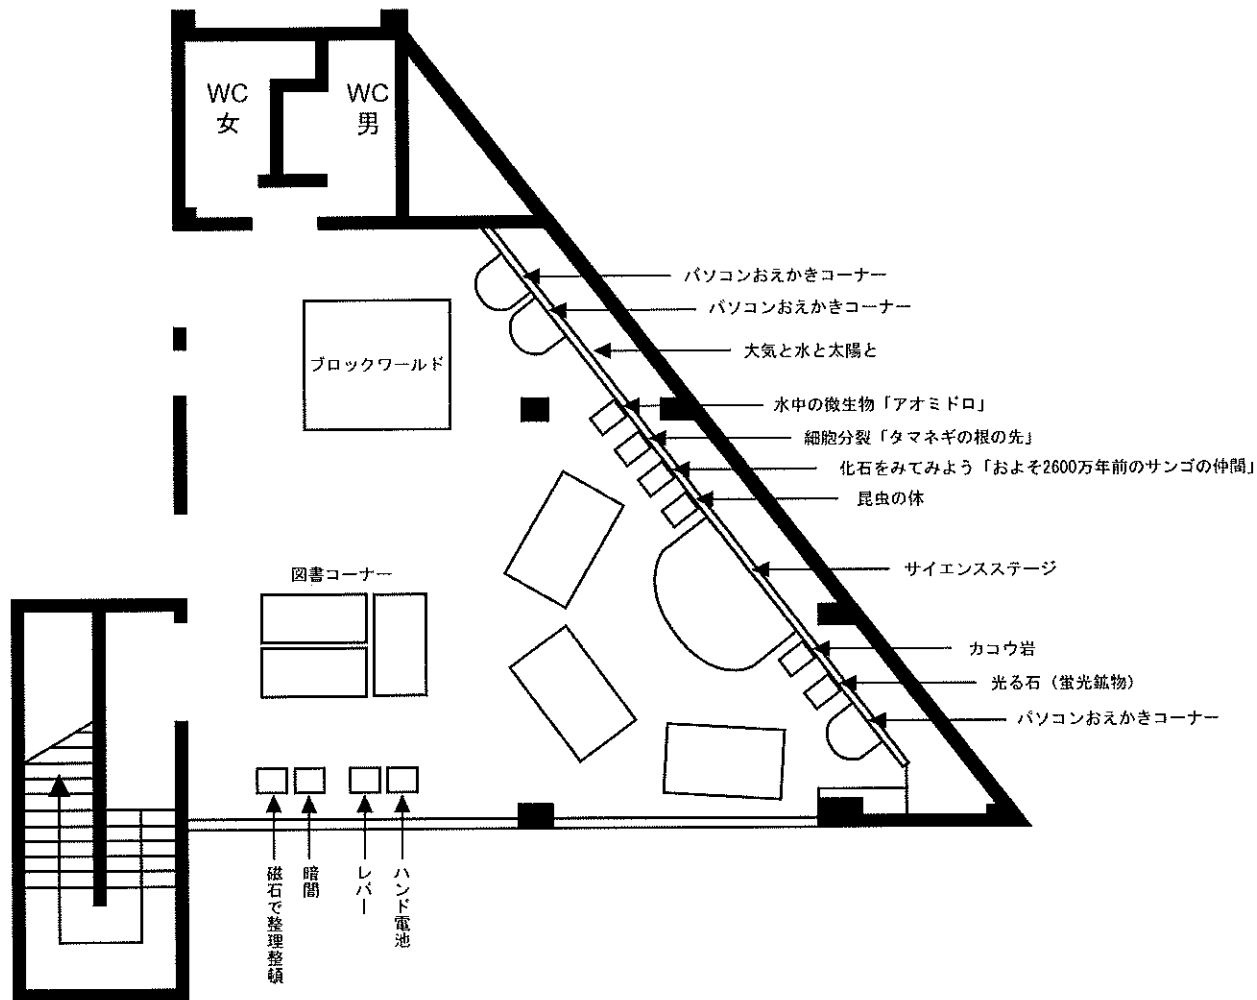 WC
女
WC
男
パソコンおえかきコーナー
パソコンおえかきコーナー
大気と水と太陽と
ブロックワールド
水中の微生物「アオミドロ」
細胞分裂「タマネギの根の先」
化石をみてみよう「およそ2600万年前のサンゴの仲間」
昆虫の体
サイエンスステージ
図書コーナー
カコウ岩
光る石（蛍光鉱物）
パソコンおえかきコーナー
磁石で整理整頓
暗闇
レバー
ハンド電池